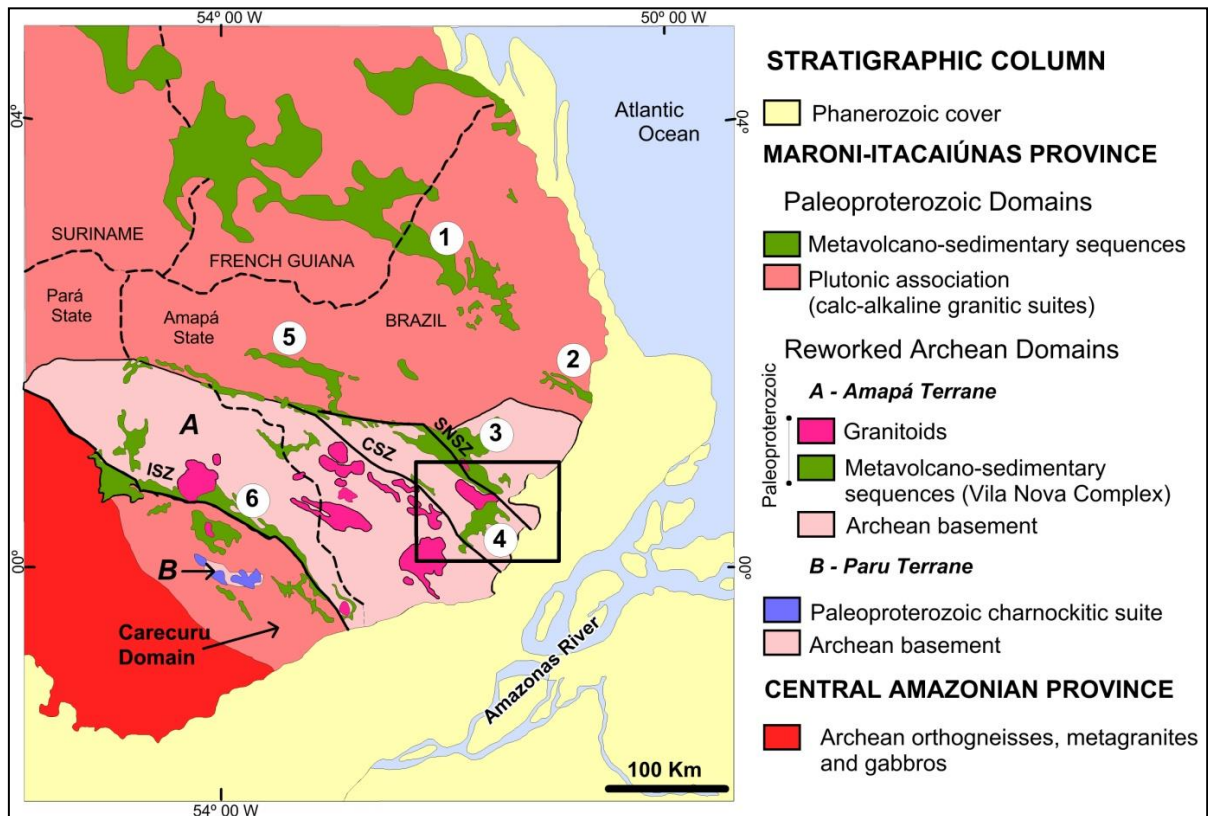 54º 00 W
50º 00 W
04º
04º
Atlantic
Ocean
SURINAME
FRENCH GUIANA
1
Pará
State
Amapá
State
BRAZIL
5
2
A
SNSZ
3
CSZ
ISZ
6
4
B
00º
00º
Carecuru
Domain
Amazonas River
100 Km
54º 00 W
STRATIGRAPHIC COLUMN
Phanerozoic cover
MARONI-ITACAIÚNAS PROVINCE
Paleoproterozoic Domains
Metavolcano-sedimentary sequences
Plutonic association
(calc-alkaline granitic suites)
Reworked Archean Domains
A - Amapá Terrane
Paleoproterozoic
Granitoids
Metavolcano-sedimentary
sequences (Vila Nova Complex)
Archean basement
B - Paru Terrane
Paleoproterozoic charnockitic suite
Archean basement
CENTRAL AMAZONIAN PROVINCE
Archean orthogneisses, metagranites
and gabbros